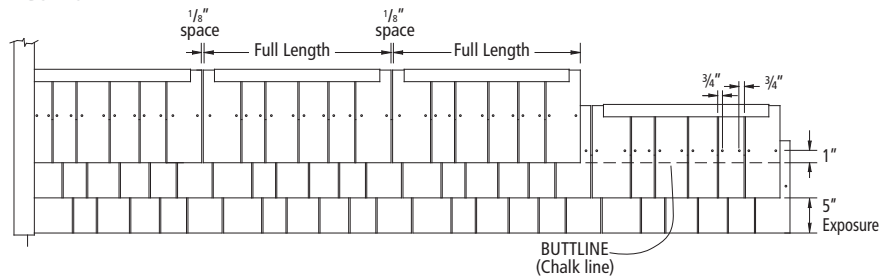 1/8"
space
1/8"
space
Full Length
Full Length
3/4"
3/4"
1"
5"
Exposure
BUTTLINE
(Chalk line)